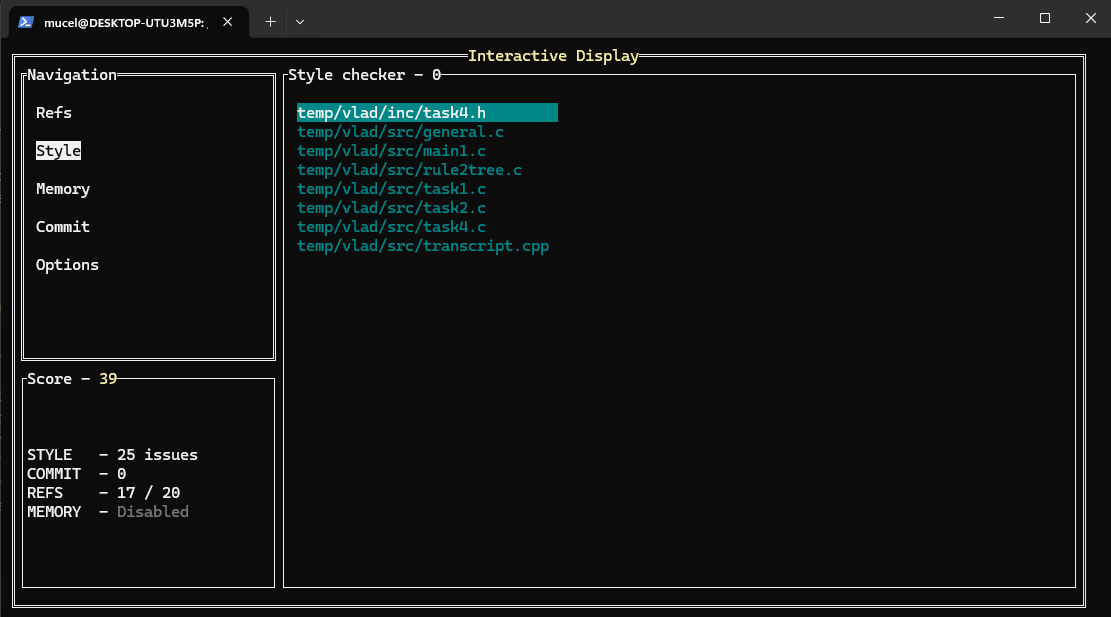 mucel@DESKTOP-UTU3M5P:
Interactive Display
Navigation
Refs
Style
Memory
Commit
Options
Score - 39
STYLE - 25 issues
COMMIT - 0
REFS - 17 / 20
MEMORY - Disabled
Style checker - 0
temp/vlad/inc/task4.h
temp/vlad/src/general.c
temp/vlad/src/main1.c
temp/vlad/src/rule2tree.c
temp/vlad/src/task1.c
temp/vlad/src/task2.c
temp/vlad/src/task4.c
temp/vlad/src/transcript.cpp